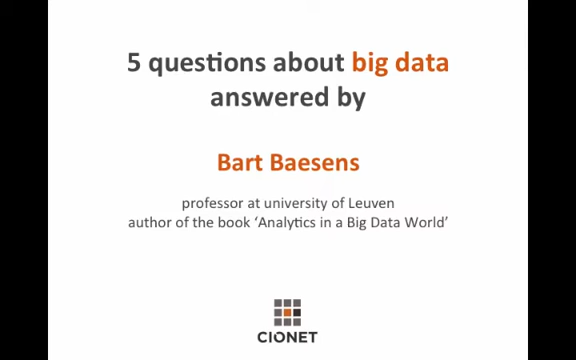 5 questions about big data
answered by
Bart Baesens
professor at university of Leuven
author of the book ‘Analytics in a Big Data World’
CIONET